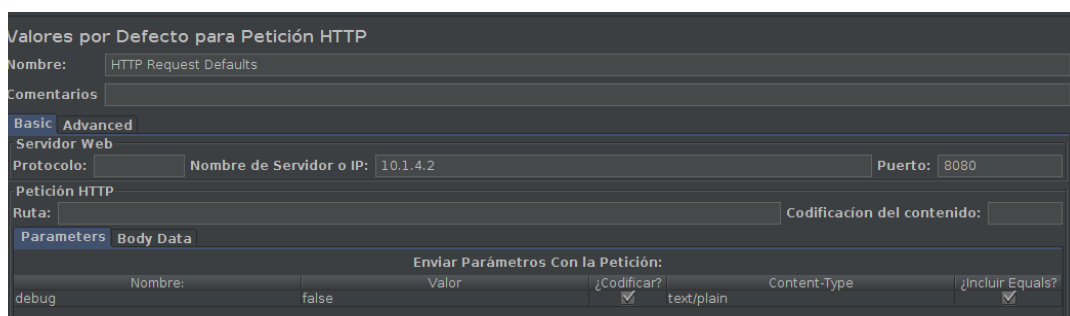 Valores por Defecto para Petición HTTP
Nombre: HTTP Request Defaults
Comentarios
Basic Advanced
Servidor Web
Protocolo: Nombre de Servidor o IP: 10.1.4.2 Puerto: 8080
Petición HTTP
Ruta: Codificacíon del contenido:
Parameters Body Data
Enviar Parámetros Con la Petición:
Nombre: Valor ¿Codificar? Content-Type ¿Incluir Equals?
debug false text/plain